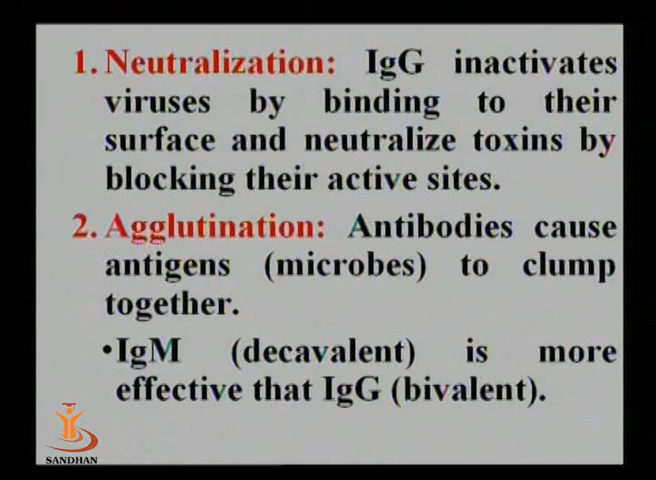 1. Neutralization: IgG inactivates
viruses by binding to their
surface and neutralize toxins by
blocking their active sites.
2. Agglutination: Antibodies cause
antigens (microbes) to clump
together.
•IgM (decavalent) is more
effective that IgG (bivalent).
SANDHAN